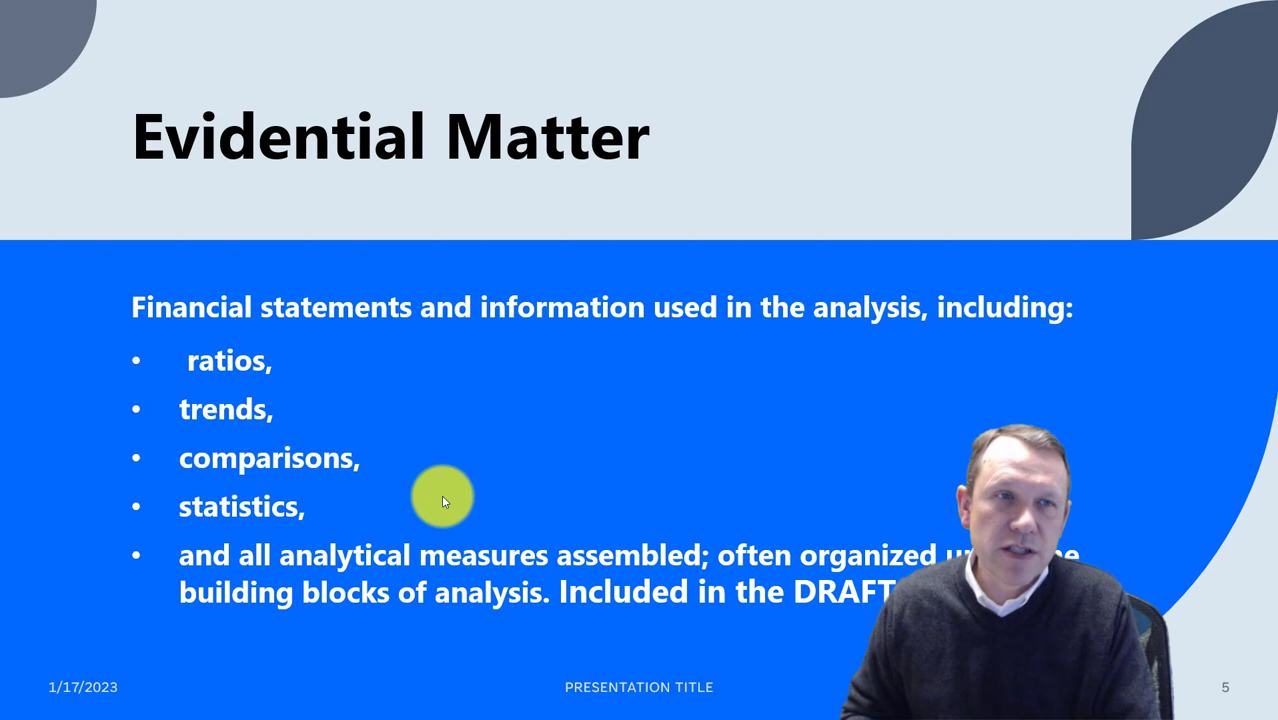 Evidential Matter
Financial statements and information used in the analysis, including:
• ratios,
• trends,
• comparisons,
• statistics,
• and all analytical measures assembled; often organized
building blocks of analysis. Included in the DRAFT
1/17/2023
PRESENTATION TITLE
5